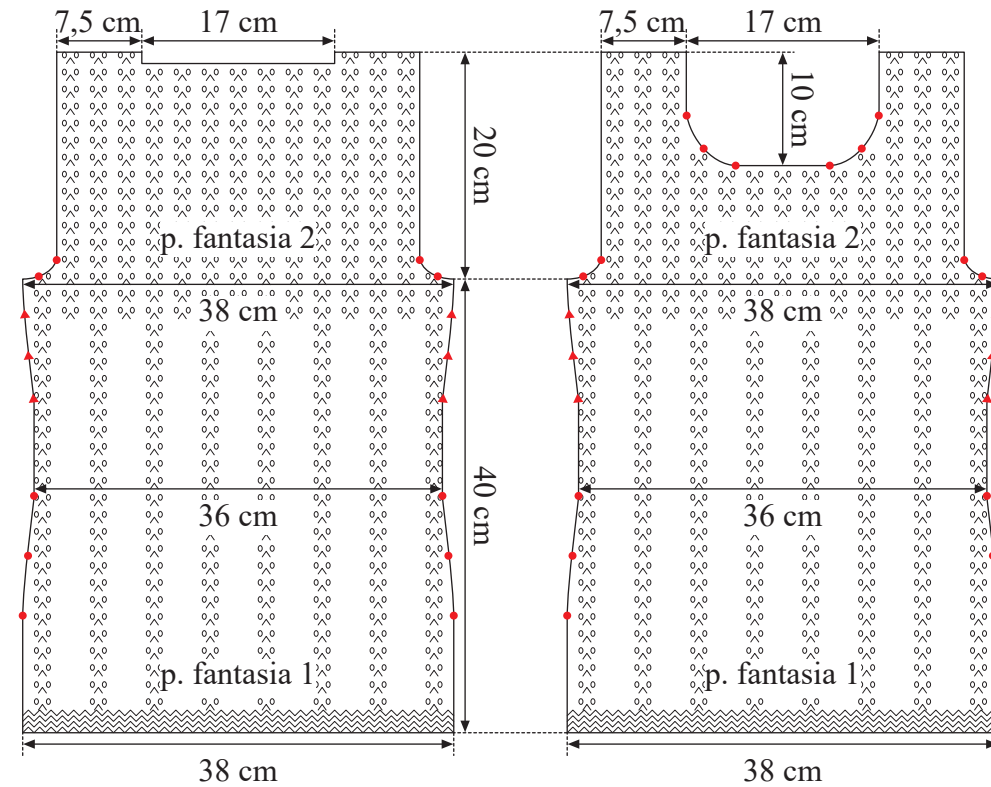 7,5 cm 17 cm 7,5 cm 17 cm
10 cm
20 cm
p. fantasia 2 p. fantasia 2
38 cm 38 cm
40 cm
36 cm 36 cm
p. fantasia 1 p. fantasia 1
38 cm 38 cm